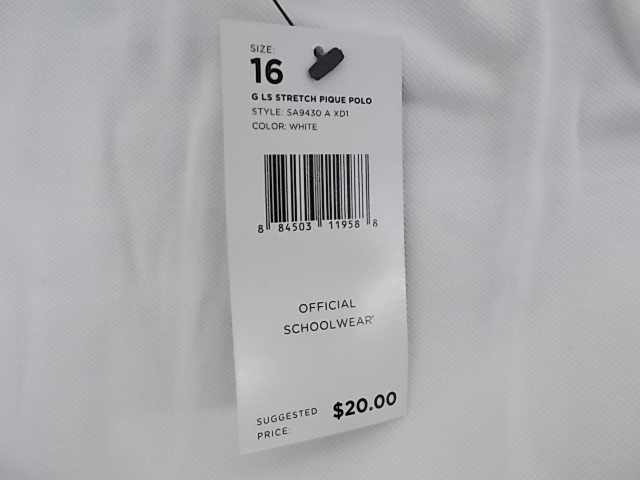 SIZE:
16
G LS STRETCH PIQUE POLO
STYLE: SA9430 A XD1
COLOR: WHITE
8 84503 11958 8
OFFICIAL
SCHOOLWEAR
SUGGESTED
PRICE: $20.00